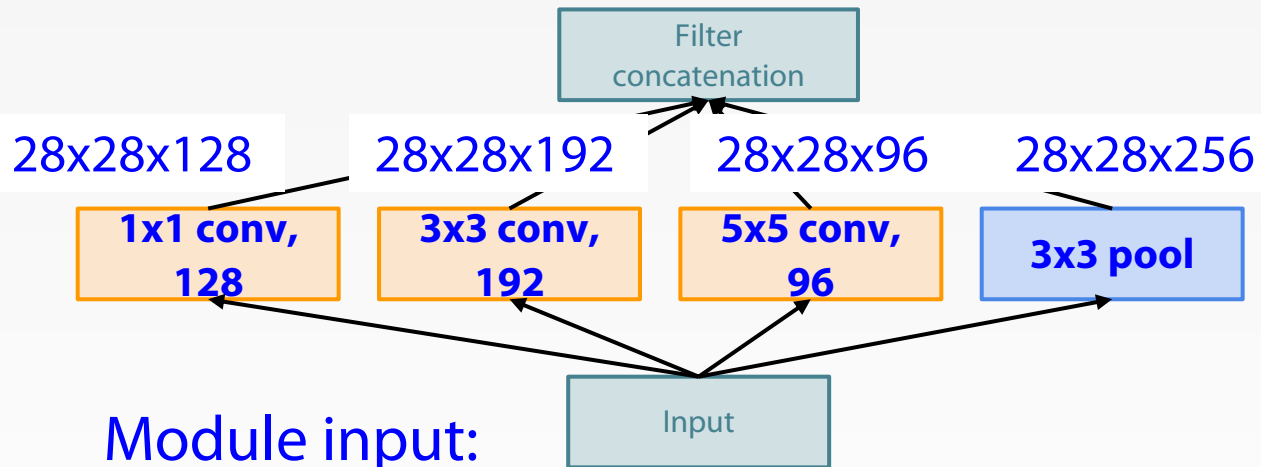 Filter
concatenation
28x28x128 28x28x192 28x28x96 28x28x256
1x1 conv,
128
3x3 conv,
192
5x5 conv,
96
3x3 pool
Input
Module input: